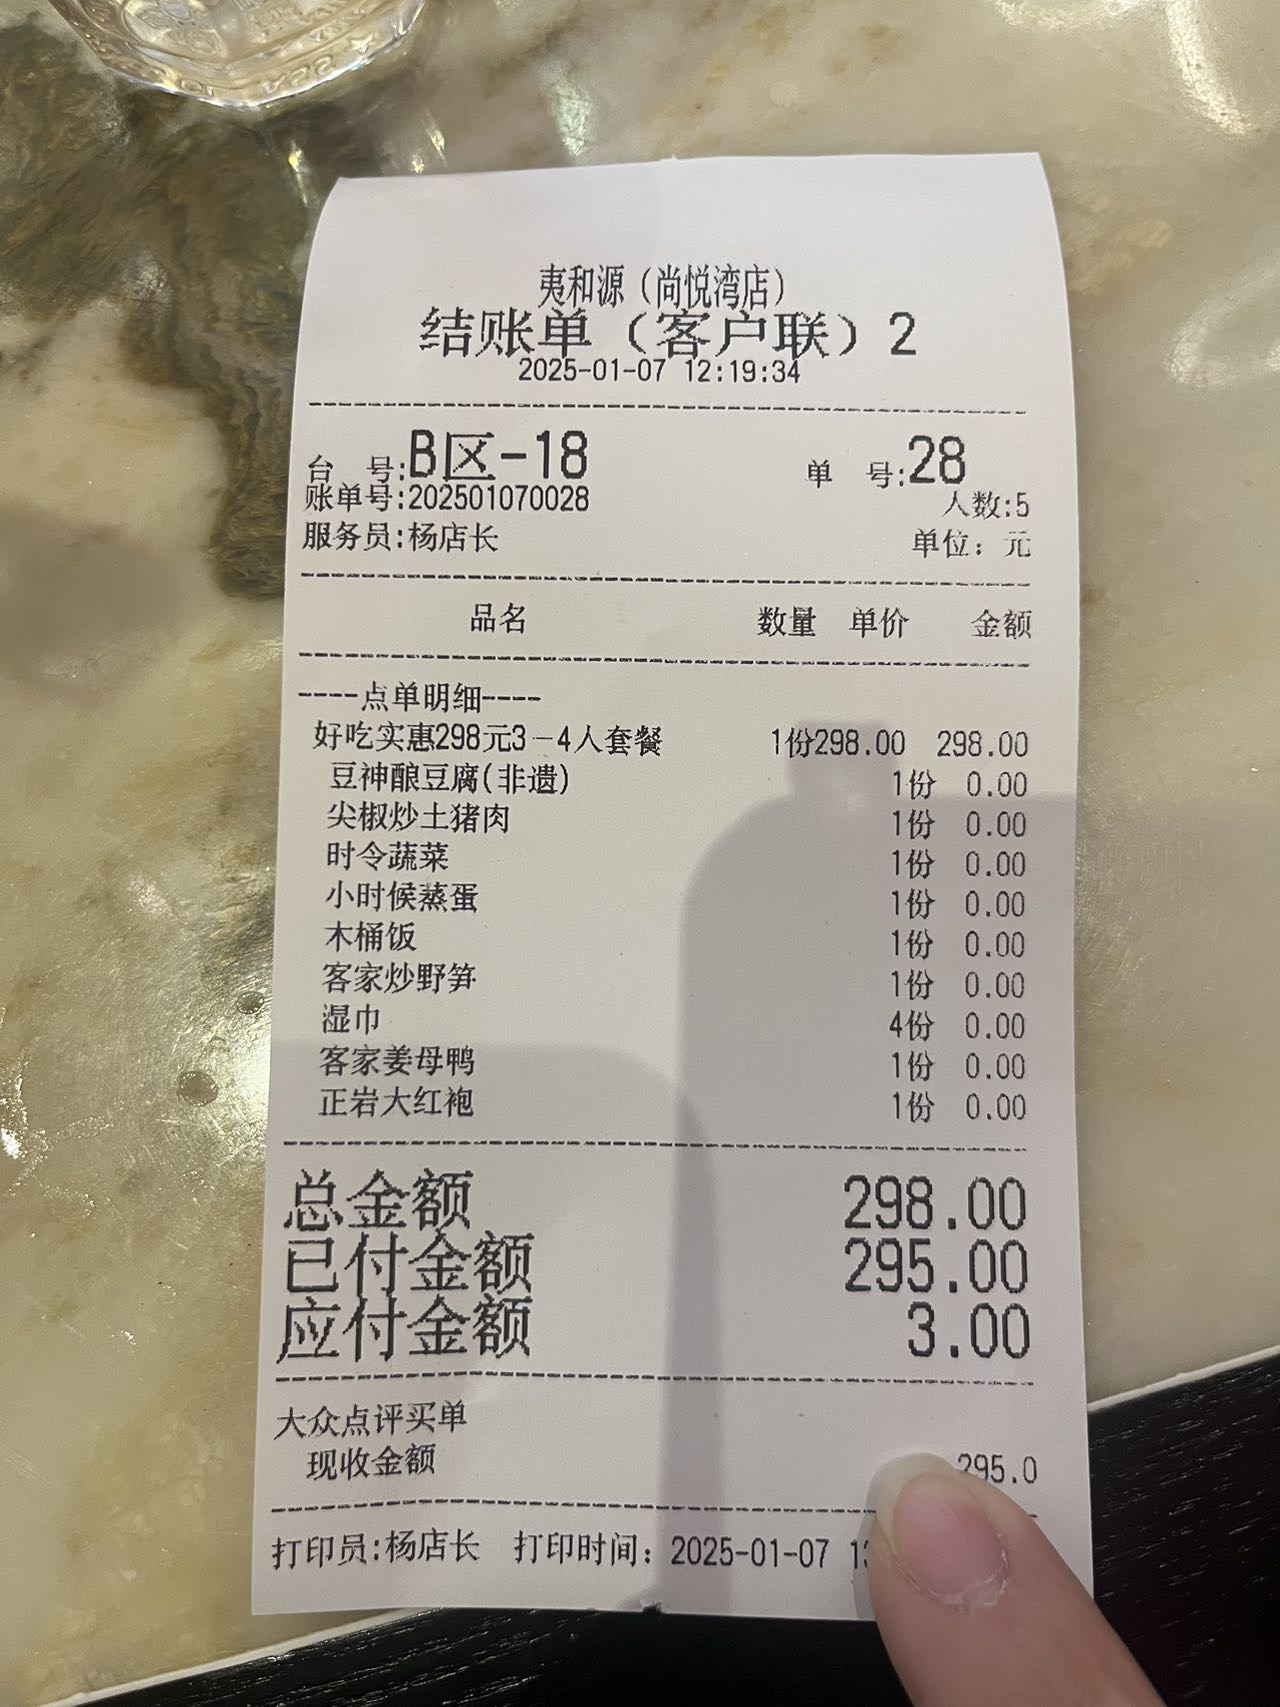 夷和源（尚悦湾店）
结账单（客户联）2
2025-01-07 12:19:34
台 号:B区-18 单 号:28
账单号:202501070028 人数:5
服务员:杨店长 单位：元
品名 数量 单价 金额
----点单明细----
好吃实惠298元3－4人套餐 1份298.00 298.00
豆神酿豆腐(非遗) 1份 0.00
尖椒炒土猪肉 1份 0.00
时令蔬菜 1份 0.00
小时候蒸蛋 1份 0.00
木桶饭 1份 0.00
客家炒野笋 1份 0.00
湿巾 4份 0.00
客家姜母鸭 1份 0.00
正岩大红袍 1份 0.00
总金额 298.00
已付金额 295.00
应付金额 3.00
大众点评买单
现收金额 295.0
打印员:杨店长 打印时间：2025-01-07